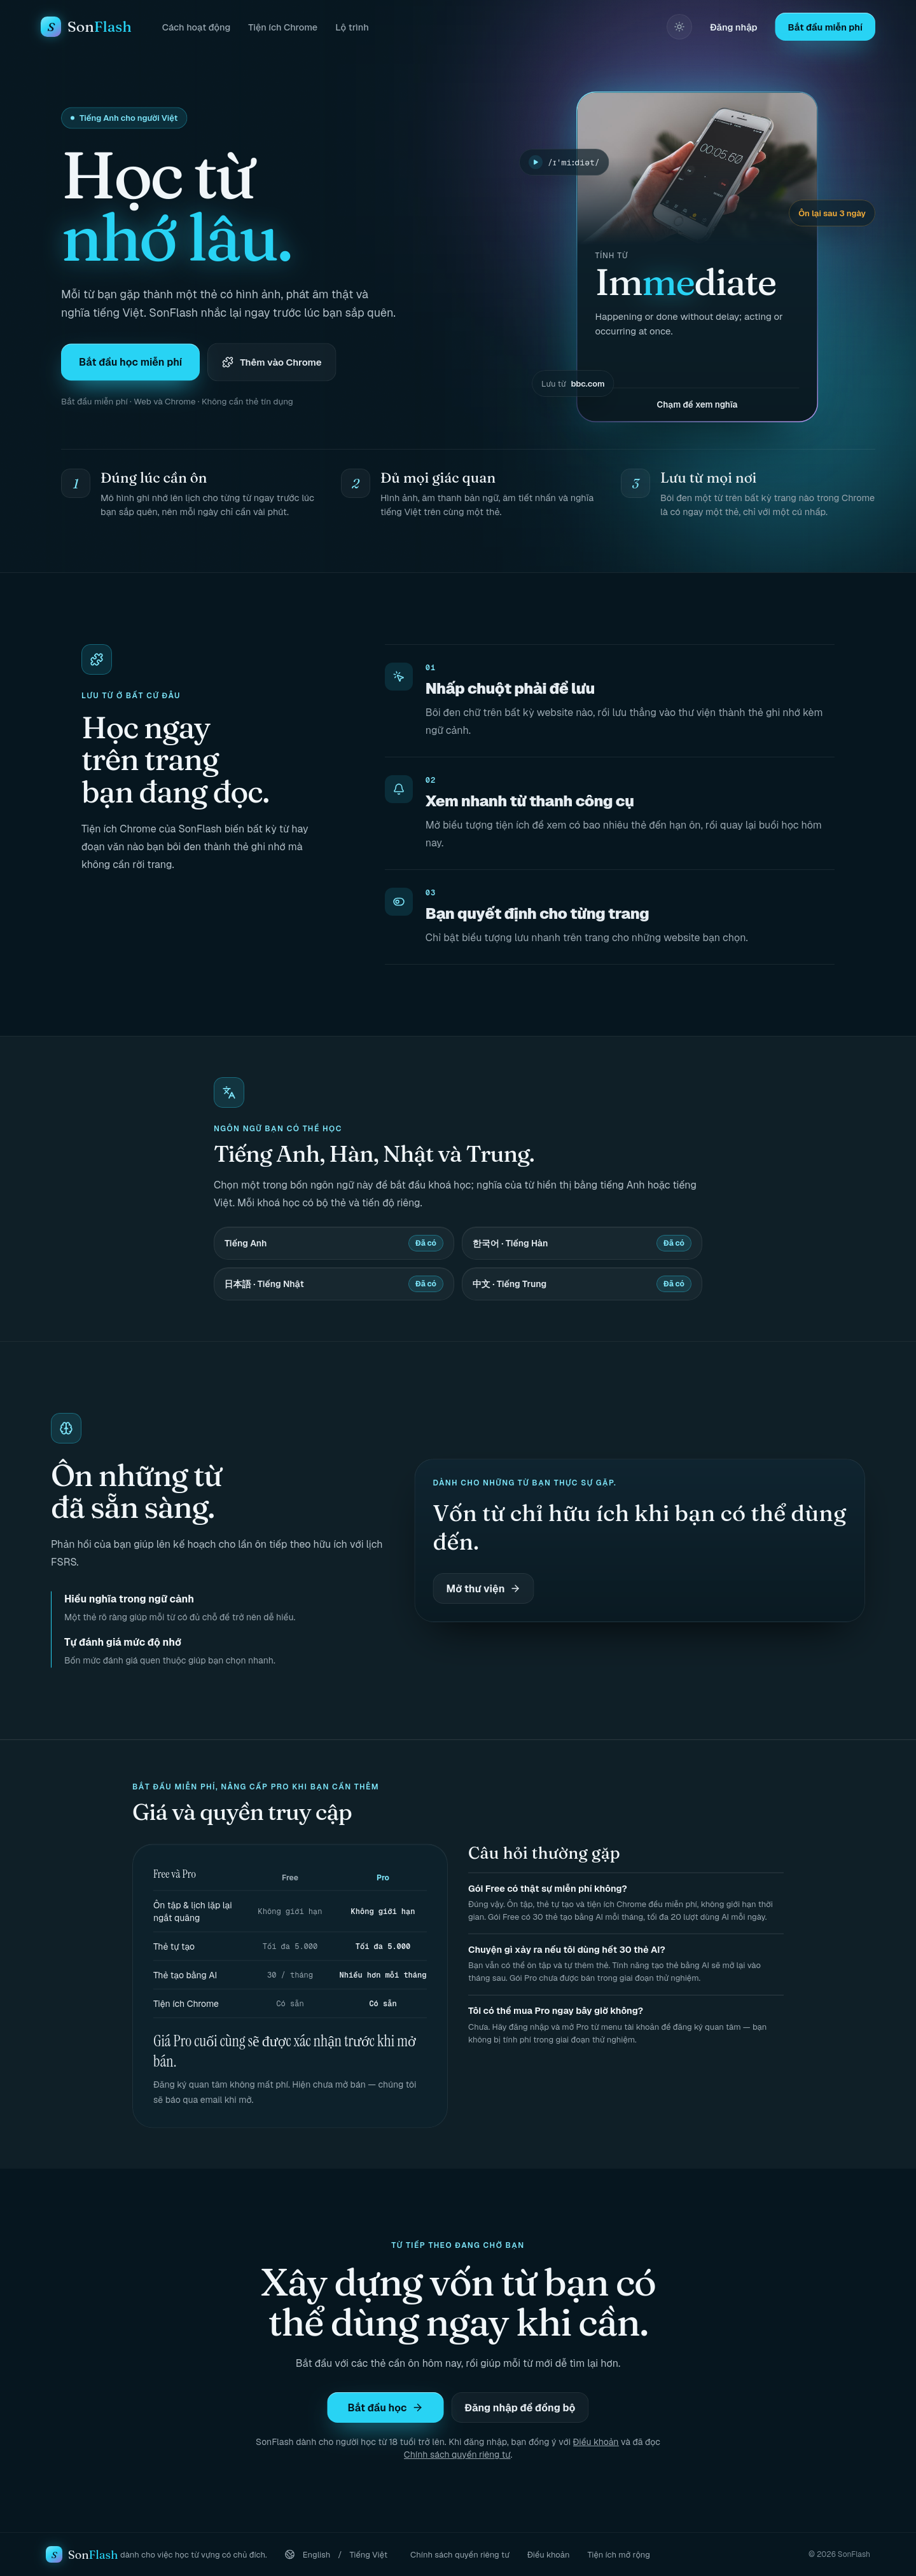 S SonFlash
Cách hoạt động
Tiện ích Chrome
Lộ trình
Đăng nhập
Bắt đầu miễn phí
Tiếng Anh cho người Việt
Học từ
nhớ lâu.
Mỗi từ bạn gặp thành một thẻ có hình ảnh, phát âm thật và
nghĩa tiếng Việt. SonFlash nhắc lại ngay trước lúc bạn sắp quên.
Bắt đầu học miễn phí
Thêm vào Chrome
Bắt đầu miễn phí · Web và Chrome · Không cần thẻ tín dụng
00:05.60
/ɪˈmiːdiət/
Ôn lại sau 3 ngày
TÍNH TỪ
Immediate
Happening or done without delay; acting or
occurring at once.
Lưu từ bbc.com
Chạm để xem nghĩa
1
Đúng lúc cần ôn
Mô hình ghi nhớ lên lịch cho từng từ ngay trước lúc
bạn sắp quên, nên mỗi ngày chỉ cần vài phút.
2
Đủ mọi giác quan
Hình ảnh, âm thanh bản ngữ, âm tiết nhấn và nghĩa
tiếng Việt trên cùng một thẻ.
3
Lưu từ mọi nơi
Bôi đen một từ trên bất kỳ trang nào trong Chrome
là có ngay một thẻ, chỉ với một cú nhấp.
LƯU TỪ Ở BẤT CỨ ĐÂU
Học ngay
trên trang
bạn đang đọc.
Tiện ích Chrome của SonFlash biến bất kỳ từ hay
đoạn văn nào bạn bôi đen thành thẻ ghi nhớ mà
không cần rời trang.
01
Nhấp chuột phải để lưu
Bôi đen chữ trên bất kỳ website nào, rồi lưu thẳng vào thư viện thành thẻ ghi nhớ kèm
ngữ cảnh.
02
Xem nhanh từ thanh công cụ
Mở biểu tượng tiện ích để xem có bao nhiêu thẻ đến hạn ôn, rồi quay lại buổi học hôm
nay.
03
Bạn quyết định cho từng trang
Chỉ bật biểu tượng lưu nhanh trên trang cho những website bạn chọn.
NGÔN NGỮ BẠN CÓ THỂ HỌC
Tiếng Anh, Hàn, Nhật và Trung.
Chọn một trong bốn ngôn ngữ này để bắt đầu khoá học; nghĩa của từ hiển thị bằng tiếng Anh hoặc tiếng
Việt. Mỗi khoá học có bộ thẻ và tiến độ riêng.
Tiếng Anh
Đã có
한국어 · Tiếng Hàn
Đã có
日本語 · Tiếng Nhật
Đã có
中文 · Tiếng Trung
Đã có
Ôn những từ
đã sẵn sàng.
Phản hồi của bạn giúp lên kế hoạch cho lần ôn tiếp theo hữu ích với lịch
FSRS.
Hiểu nghĩa trong ngữ cảnh
Một thẻ rõ ràng giúp mỗi từ có đủ chỗ để trở nên dễ hiểu.
Tự đánh giá mức độ nhớ
Bốn mức đánh giá quen thuộc giúp bạn chọn nhanh.
DÀNH CHO NHỮNG TỪ BẠN THỰC SỰ GẶP.
Vốn từ chỉ hữu ích khi bạn có thể dùng
đến.
Mở thư viện
BẮT ĐẦU MIỄN PHÍ, NÂNG CẤP PRO KHI BẠN CẦN THÊM
Giá và quyền truy cập
Free và Pro
Free
Pro
Ôn tập & lịch lặp lại
ngắt quãng
Không giới hạn
Không giới hạn
Thẻ tự tạo
Tối đa 5.000
Tối đa 5.000
Thẻ tạo bằng AI
30 / tháng
Nhiều hơn mỗi tháng
Tiện ích Chrome
Có sẵn
Có sẵn
Giá Pro cuối cùng sẽ được xác nhận trước khi mở
bán.
Đăng ký quan tâm không mất phí. Hiện chưa mở bán — chúng tôi
sẽ báo qua email khi mở.
Câu hỏi thường gặp
Gói Free có thật sự miễn phí không?
Đúng vậy. Ôn tập, thẻ tự tạo và tiện ích Chrome đều miễn phí, không giới hạn thời
gian. Gói Free có 30 thẻ tạo bằng AI mỗi tháng, tối đa 20 lượt dùng AI mỗi ngày.
Chuyện gì xảy ra nếu tôi dùng hết 30 thẻ AI?
Bạn vẫn có thể ôn tập và tự thêm thẻ. Tính năng tạo thẻ bằng AI sẽ mở lại vào
tháng sau. Gói Pro chưa được bán trong giai đoạn thử nghiệm.
Tôi có thể mua Pro ngay bây giờ không?
Chưa. Hãy đăng nhập và mở Pro từ menu tài khoản để đăng ký quan tâm — bạn
không bị tính phí trong giai đoạn thử nghiệm.
TỪ TIẾP THEO ĐANG CHỜ BẠN
Xây dựng vốn từ bạn có
thể dùng ngay khi cần.
Bắt đầu với các thẻ cần ôn hôm nay, rồi giúp mỗi từ mới dễ tìm lại hơn.
Bắt đầu học
Đăng nhập để đồng bộ
SonFlash dành cho người học từ 18 tuổi trở lên. Khi đăng nhập, bạn đồng ý với Điều khoản và đã đọc
Chính sách quyền riêng tư.
S SonFlash dành cho việc học từ vựng có chủ đích.
English / Tiếng Việt
Chính sách quyền riêng tư
Điều khoản
Tiện ích mở rộng
© 2026 SonFlash